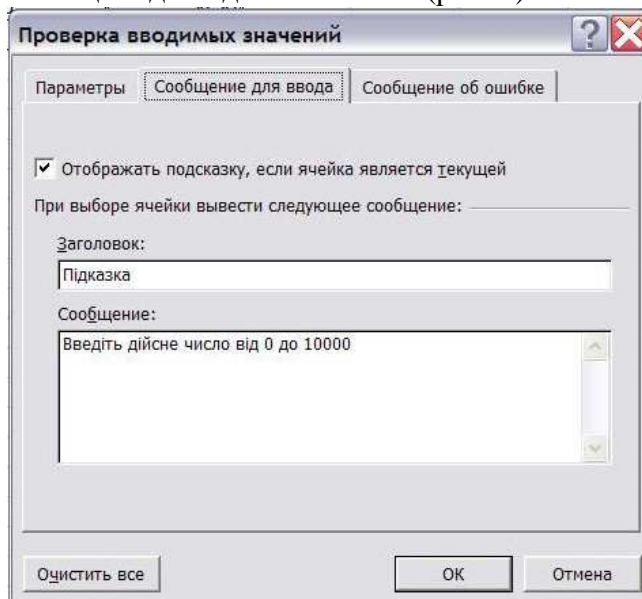 Проверка вводимых значений
Параметры Сообщение для ввода Сообщение об ошибке
Отображать подсказку, если ячейка является текущей
При выборе ячейки вывести следующее сообщение:
Заголовок:
Підказка
Сообщение:
Введіть дійсне число від 0 до 10000
Очистить все ОК Отмена